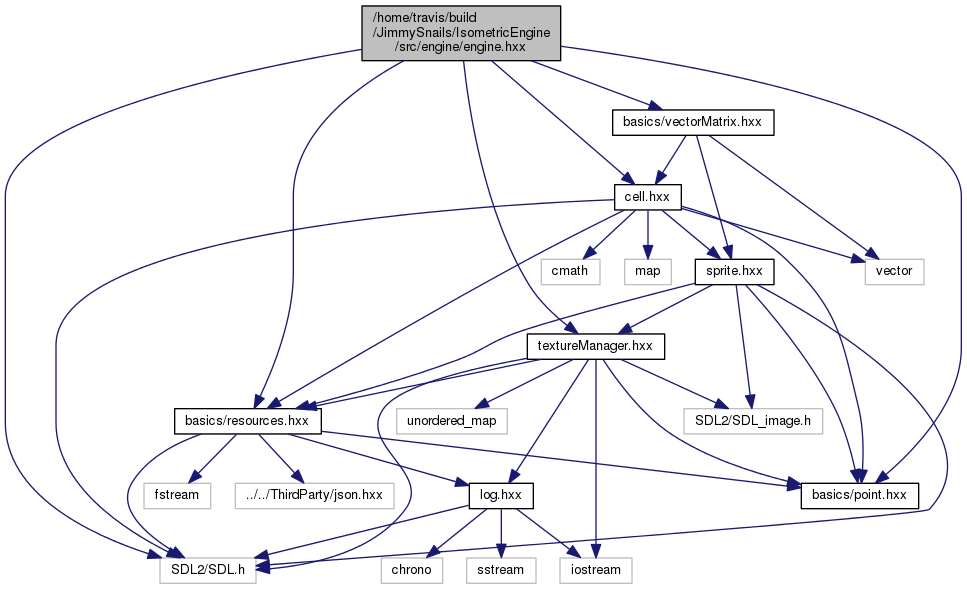 /home/travis/build
/JimmySnails/IsometricEngine
/src/engine/engine.hxx
basics/vectorMatrix.hxx
cell.hxx
cmath
map
sprite.hxx
vector
textureManager.hxx
basics/resources.hxx
unordered_map
SDL2/SDL_image.h
fstream
../../ThirdParty/json.hxx
log.hxx
basics/point.hxx
SDL2/SDL.h
chrono
sstream
iostream